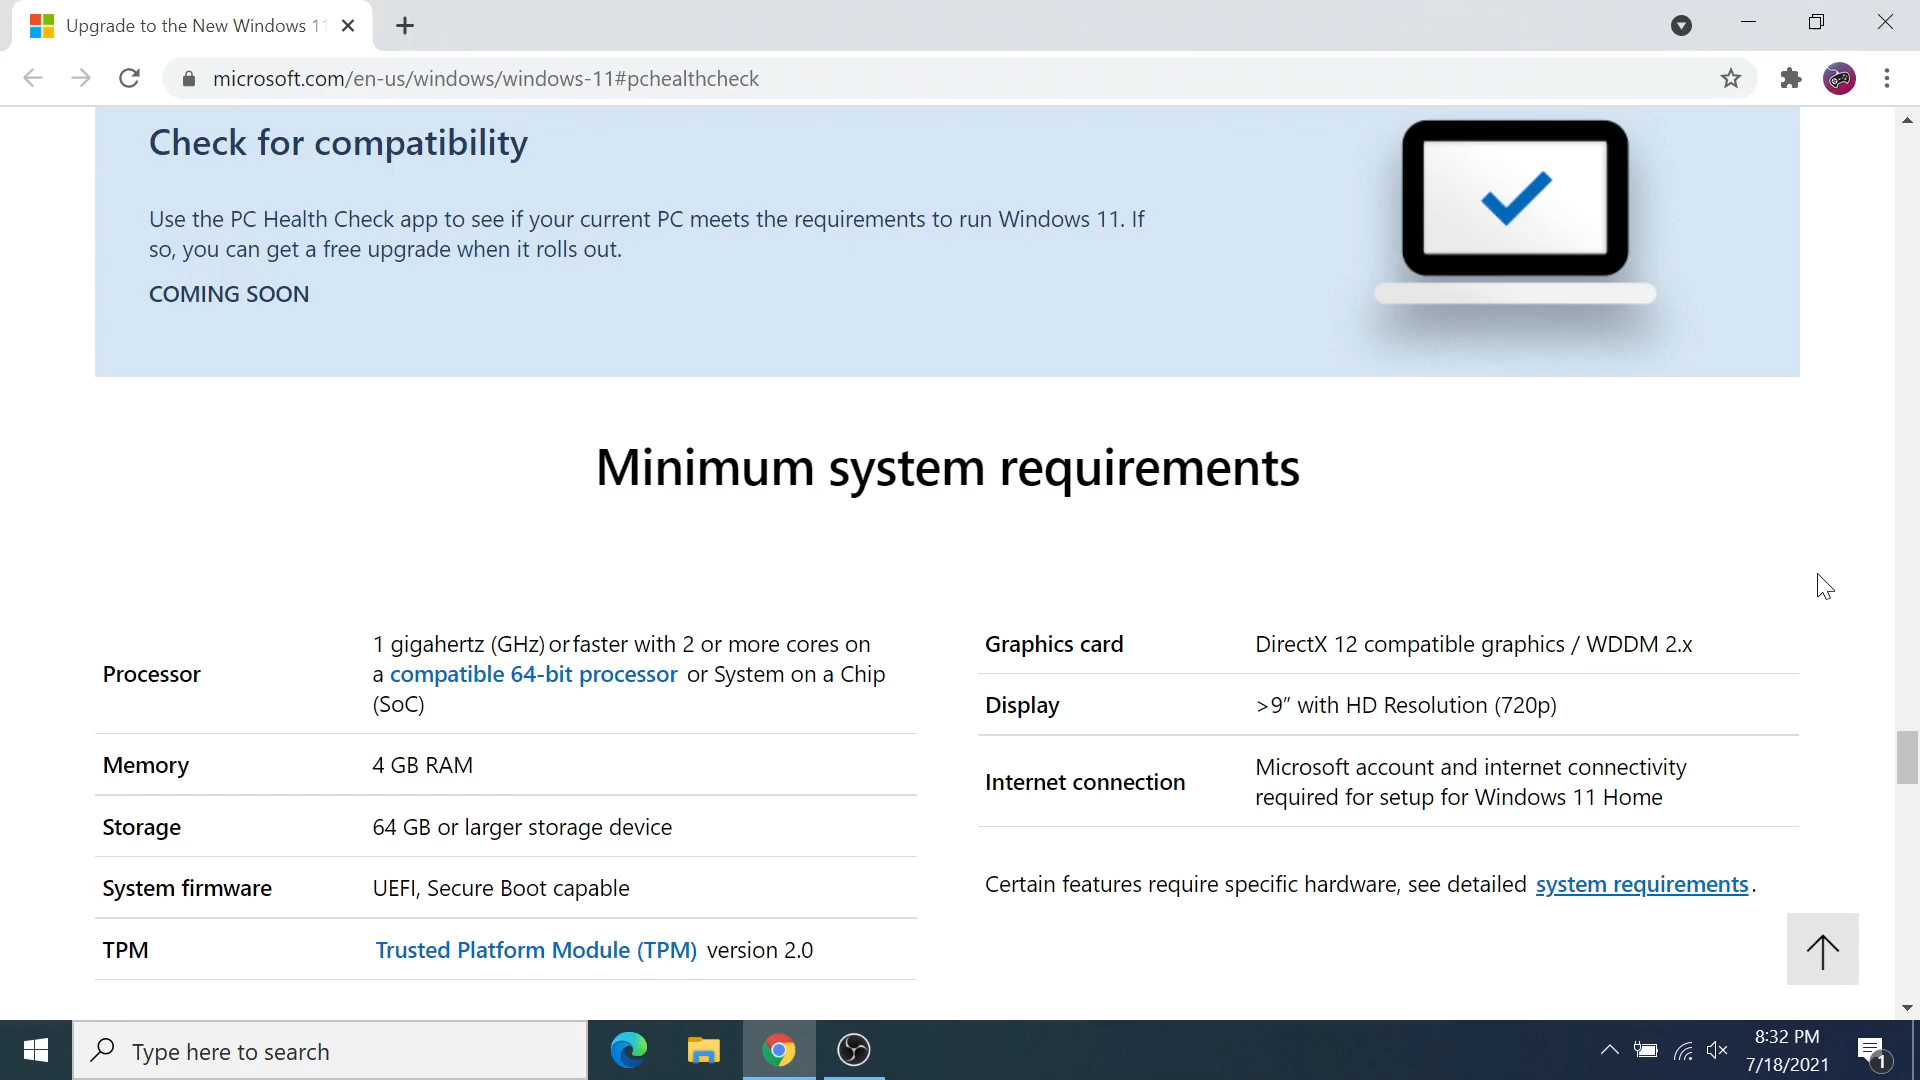 Upgrade to the New Windows 11
microsoft.com/en-us/windows/windows-11#pchealthcheck
Check for compatibility
Use the PC Health Check app to see if your current PC meets the requirements to run Windows 11. If
so, you can get a free upgrade when it rolls out.
COMING SOON
Minimum system requirements
Processor
1 gigahertz (GHz) or faster with 2 or more cores on
a compatible 64-bit processor or System on a Chip
(SoC)
Memory
4 GB RAM
Storage
64 GB or larger storage device
System firmware
UEFI, Secure Boot capable
TPM
Trusted Platform Module (TPM) version 2.0
Graphics card
DirectX 12 compatible graphics / WDDM 2.x
Display
>9” with HD Resolution (720p)
Internet connection
Microsoft account and internet connectivity
required for setup for Windows 11 Home
Certain features require specific hardware, see detailed system requirements.
Type here to search
8:32 PM
7/18/2021
1